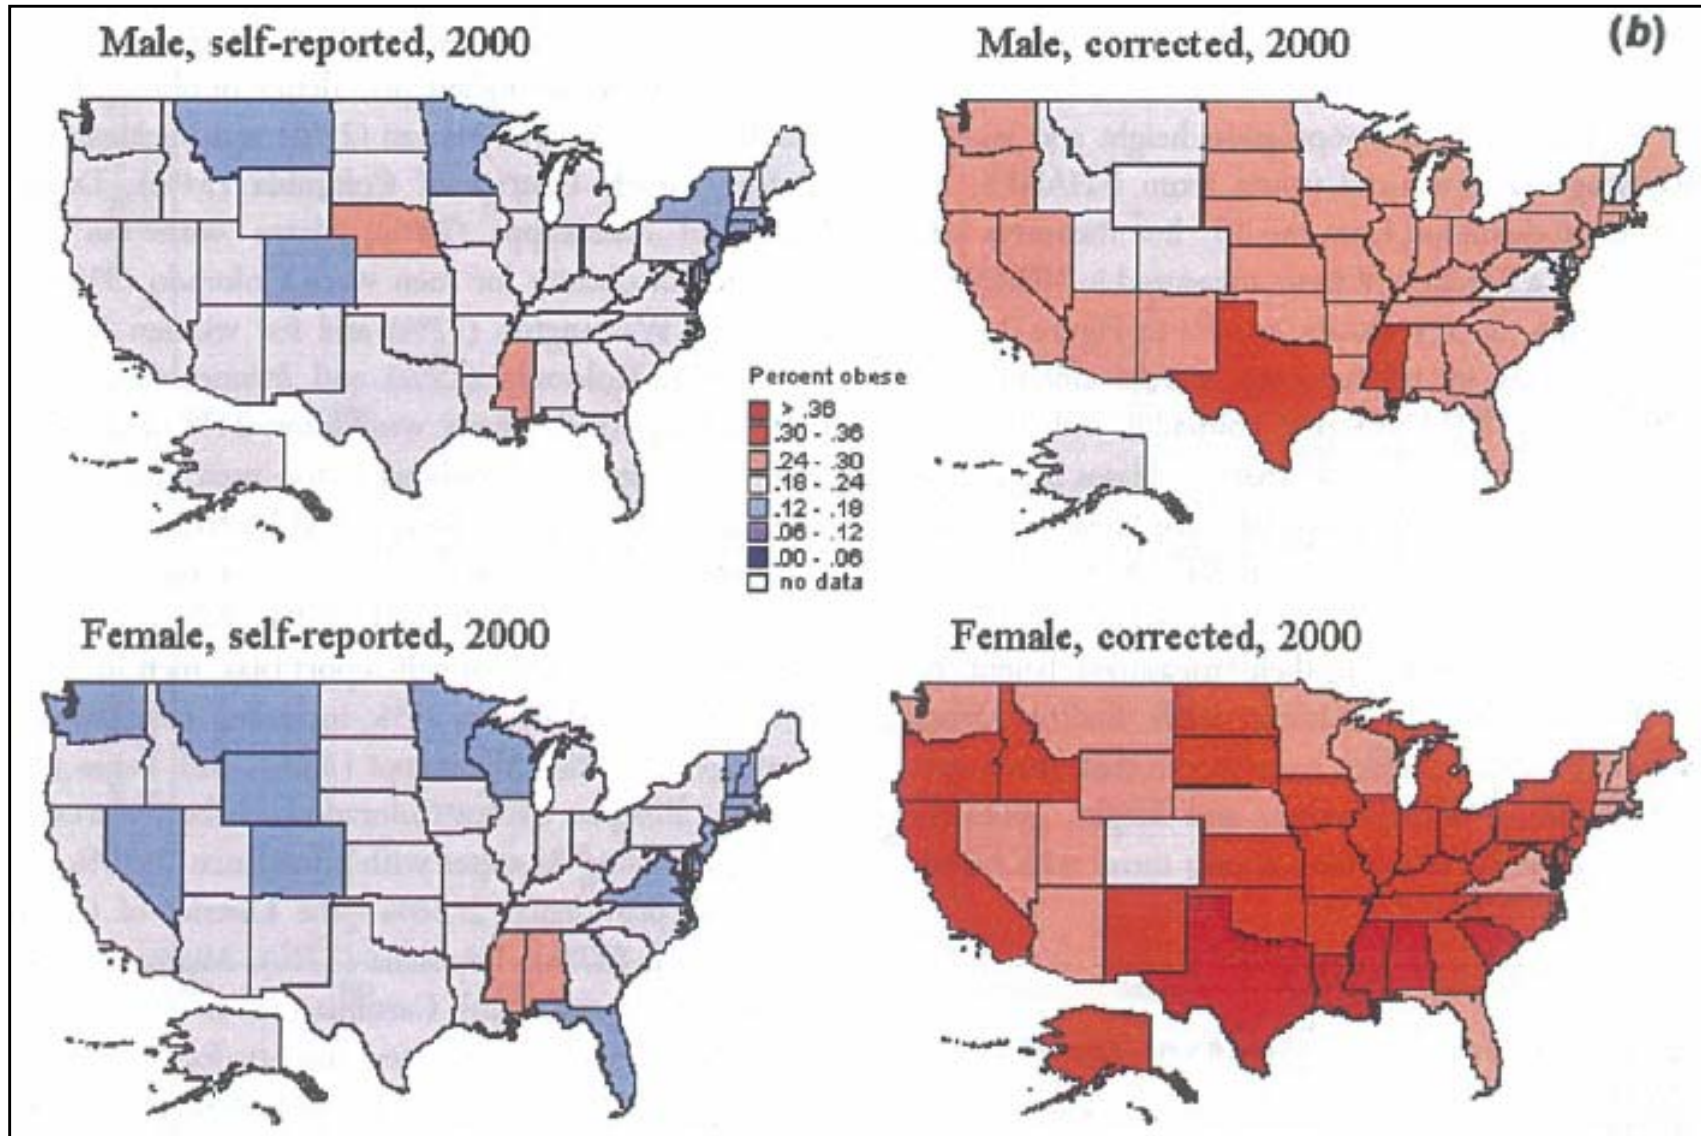 Male, self-reported, 2000
Male, corrected, 2000
(b)
Percent obese
> .36
.30 - .36
.24 - .30
.18 - .24
.12 - .18
.06 - .12
.00 - .06
no data
Female, self-reported, 2000
Female, corrected, 2000